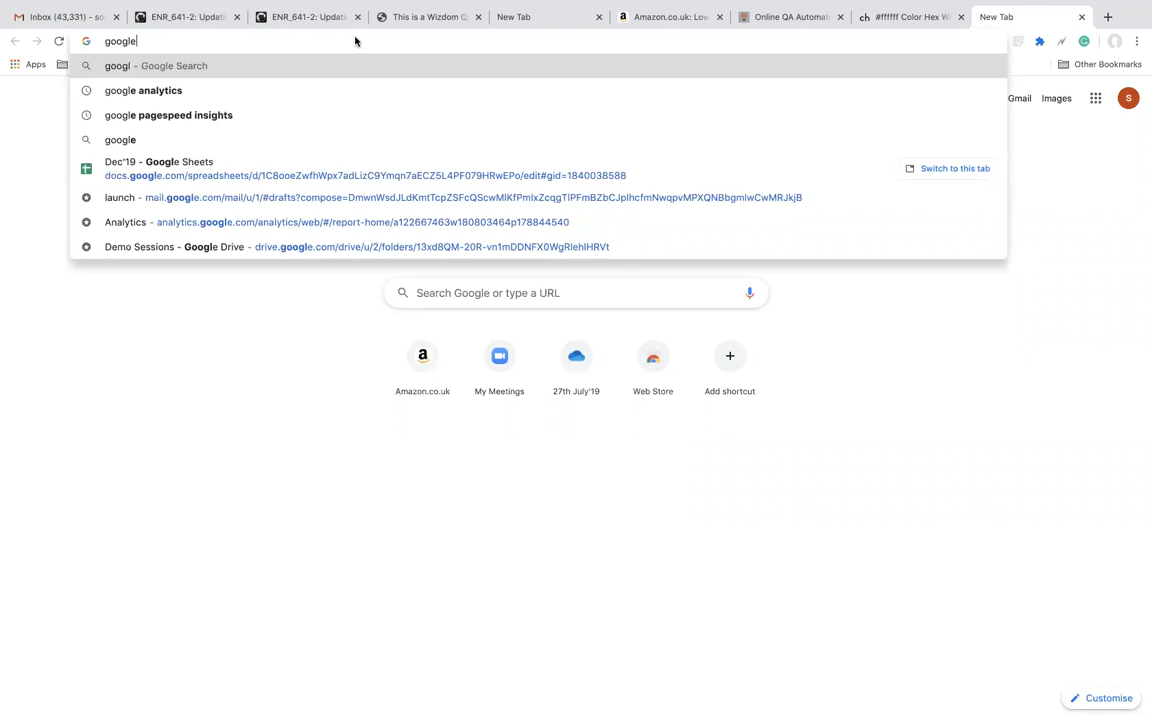 Inbox (43,331) - so
ENR_641-2: Updati
ENR_641-2: Updati
This is a Wizdom Q
New Tab
Amazon.co.uk: Low
Online QA Automat
#ffffff Color Hex W
New Tab
google
Apps
Other Bookmarks
googl - Google Search
google analytics
google pagespeed insights
google
Dec'19 - Google Sheets
docs.google.com/spreadsheets/d/1C8ooeZwfhWpx7adLizC9Ymqn7aECZ5L4PF079HRwEPo/edit#gid=1840038588
Switch to this tab
launch - mail.google.com/mail/u/1/#drafts?compose=DmwnWsdJLdKmtTcpZSFcQScwMlKfPmlxZcqgTlPFmBZbCJplhcfmNwqpvMPXQNBbgmlwCwMRJkjB
Analytics - analytics.google.com/analytics/web/#/report-home/a122667463w180803464p178844540
Demo Sessions - Google Drive - drive.google.com/drive/u/2/folders/13xd8QM-20R-vn1mDDNFX0WgRlehIHRVt
Gmail Images
S
Search Google or type a URL
Amazon.co.uk
My Meetings
27th July'19
Web Store
Add shortcut
Customise